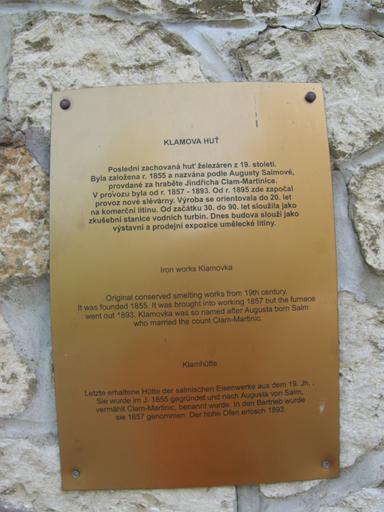 KLAMOVA HUŤ
Poslední zachovaná huť železáren z 19. století.
Byla založena r. 1855 a nazvána podle Augusty Salmové,
provdané za hraběte Jindřicha Clam-Martinice.
V provozu byla od r. 1857 - 1893. Od r. 1895 zde započal
provoz nové slévárny. Výroba se orientovala do 20. let
na komerční litinu. Od začátku 30. do 90. let sloužila jako
zkušební stanice vodních turbin. Dnes budova slouží jako
výstavní a prodejní expozice umělecké litiny.
Iron works Klamovka
Original conserved smelting works from 19th century.
It was founded 1855. It was brought into working 1857 but the furnace
went out 1893. Klamovka was so named after Augusta born Salm
who married the count Clam-Martinic.
Klamhütte
Letzte erhaltene Hütte der salmischen Eisenwerke aus dem 19. Jh. .
Sie wurde im J. 1855 gegründet und nach Augusta von Salm,
vermählt Clam-Martinic, benannt wurde. In den Bertrieb wurde
sie 1857 genommen. Der hohe Ofen erlosch 1893.